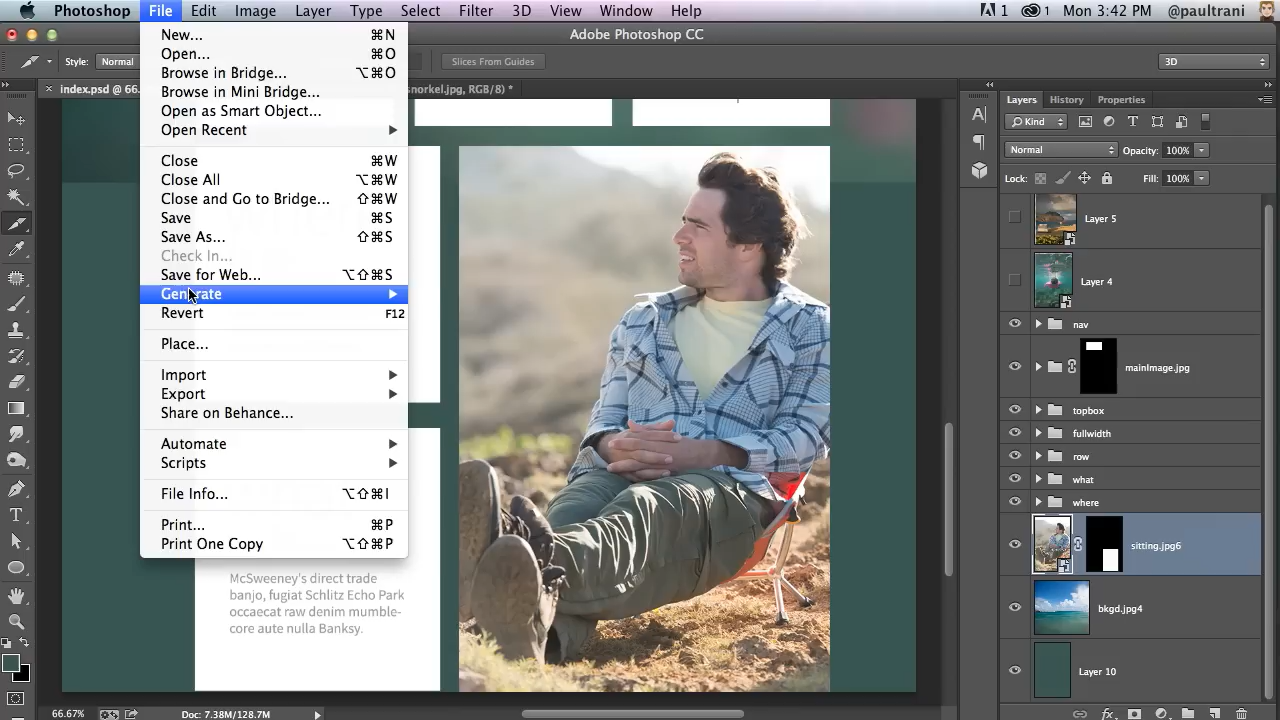 Photoshop File Edit Image Layer Type Select Filter 3D View Window Help 1 1 Mon 3:42 PM @paultrani
Adobe Photoshop CC
Style: Normal Slices From Guides 3D
index.psd @ 66. snorkel.jpg, RGB/8) *
New... ⌘N
Open... ⌘O
Browse in Bridge... ⌥⌘O
Browse in Mini Bridge...
Open as Smart Object...
Open Recent
Close ⌘W
Close All ⌥⌘W
Close and Go to Bridge... ⇧⌘W
Save ⌘S
Save As... ⇧⌘S
Check In...
Save for Web... ⌥⇧⌘S
Generate
Revert F12
Place...
Import
Export
Share on Behance...
Automate
Scripts
File Info... ⌥⇧⌘I
Print... ⌘P
Print One Copy ⌥⇧⌘P
McSweeney's direct trade
banjo, fugiat Schlitz Echo Park
occaecat raw denim mumble-
core aute nulla Banksy.
Layers History Properties
Kind
Normal Opacity: 100%
Lock: Fill: 100%
Layer 5
Layer 4
nav
mainImage.jpg
topbox
fullwidth
row
what
where
sitting.jpg6
bkgd.jpg4
Layer 10
66.67% Doc: 7.38M/128.7M